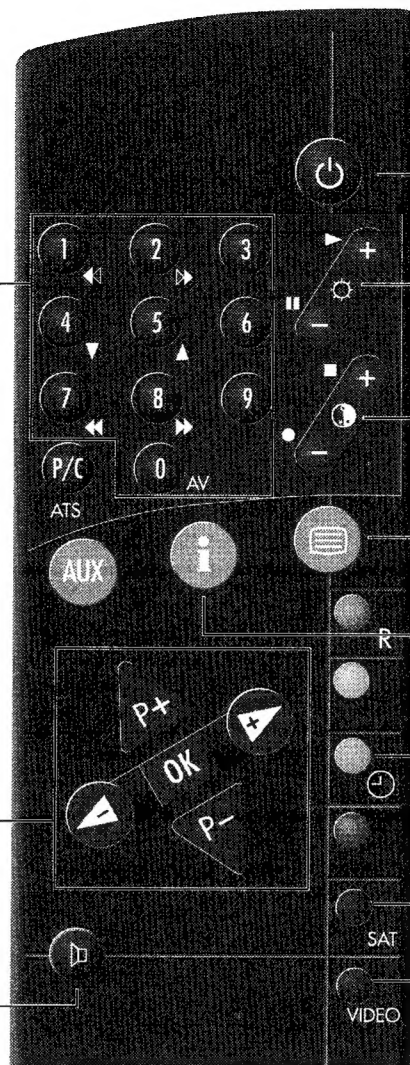 1 2 3
4 5 6
7 8 9
P/C 0 AV
ATS
AUX i
R
P+
OK
P-
SAT
VIDEO